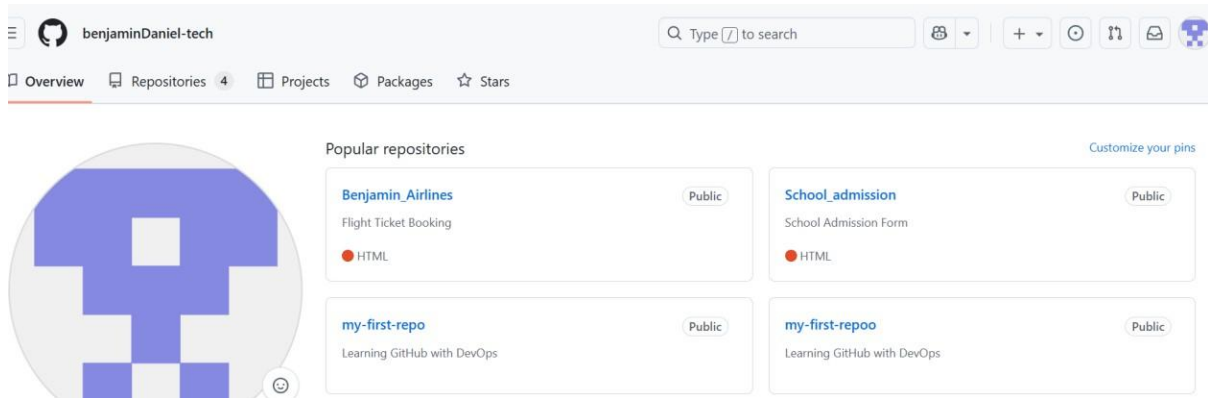 benjaminDaniel-tech
Type / to search
Overview
Repositories 4
Projects
Packages
Stars
Popular repositories
Customize your pins
Benjamin_Airlines
Public
Flight Ticket Booking
HTML
School_admission
Public
School Admission Form
HTML
my-first-repo
Public
Learning GitHub with DevOps
my-first-repoo
Public
Learning GitHub with DevOps